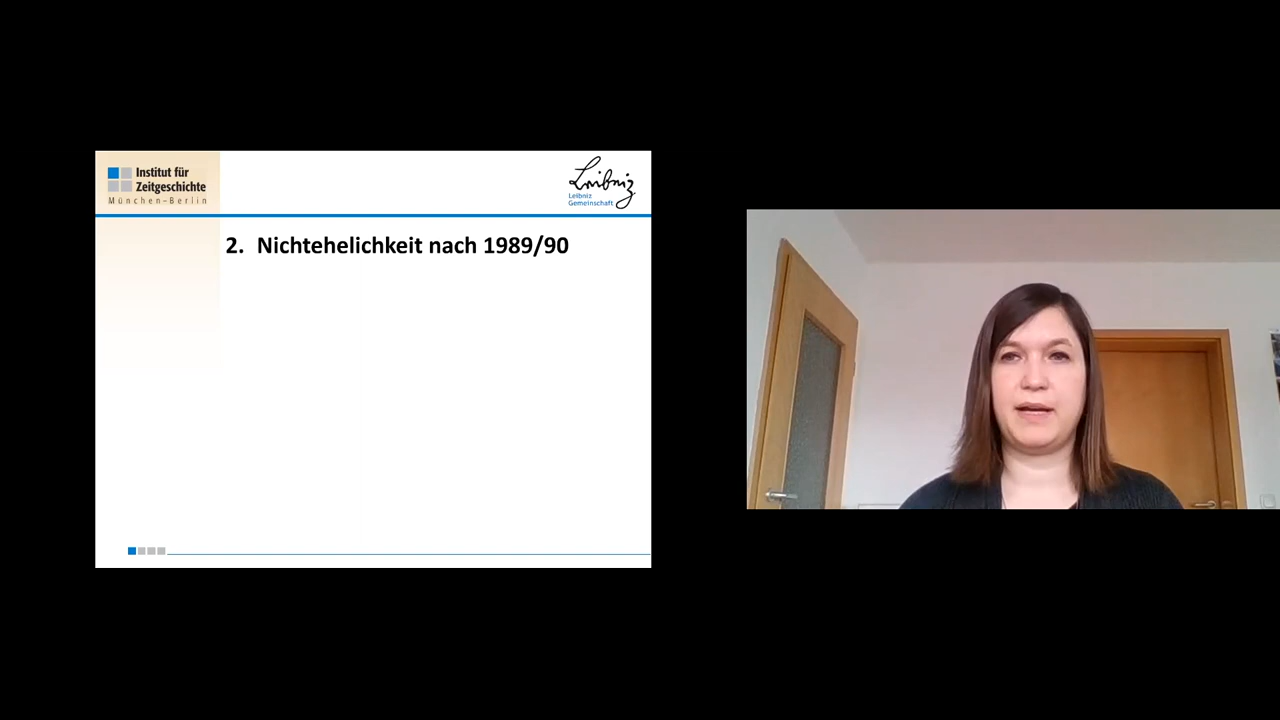 Institut für
Zeitgeschichte
München–Berlin
Leibniz
Leibniz
Gemeinschaft
2. Nichtehelichkeit nach 1989/90